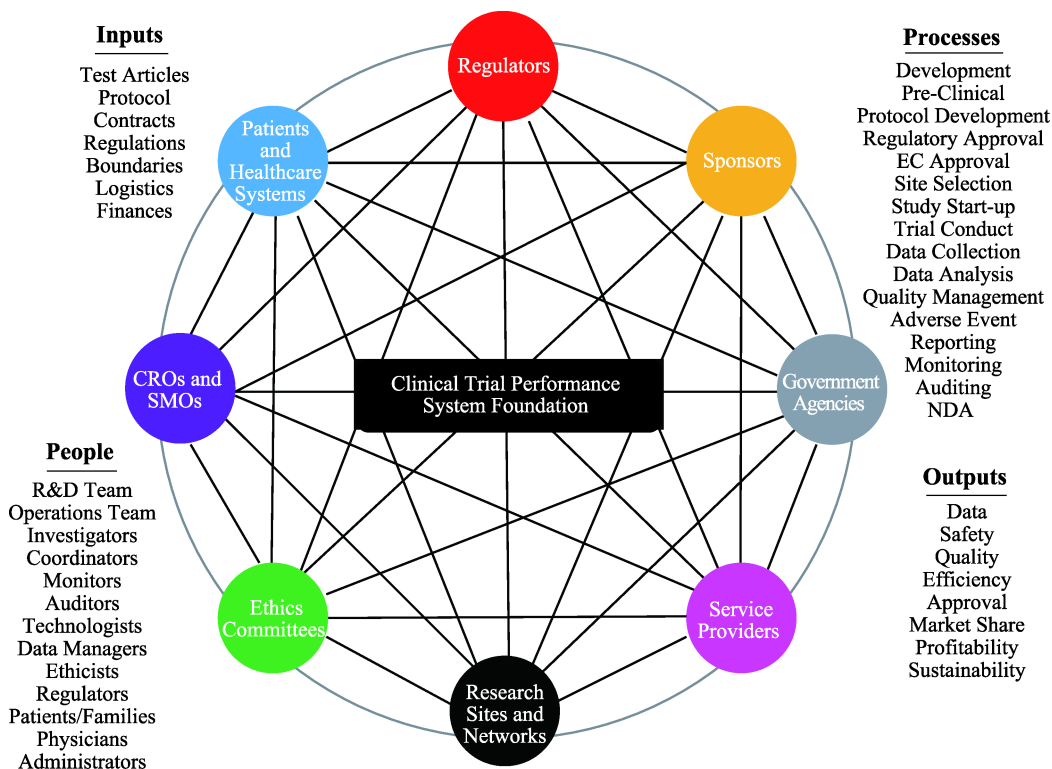 Inputs
Test Articles
Protocol
Contracts
Regulations
Boundaries
Logistics
Finances
Regulators
Processes
Development
Pre-Clinical
Protocol Development
Regulatory Approval
EC Approval
Site Selection
Study Start-up
Trial Conduct
Data Collection
Data Analysis
Quality Management
Adverse Event
Reporting
Monitoring
Auditing
NDA
Patients
and
Healthcare
Systems
Sponsors
CROs and
SMOs
Clinical Trial Performance
System Foundation
Government
Agencies
People
R&D Team
Operations Team
Investigators
Coordinators
Monitors
Auditors
Technologists
Data Managers
Ethicists
Regulators
Patients/Families
Physicians
Administrators
Ethics
Committees
Research
Sites and
Networks
Service
Providers
Outputs
Data
Safety
Quality
Efficiency
Approval
Market Share
Profitability
Sustainability